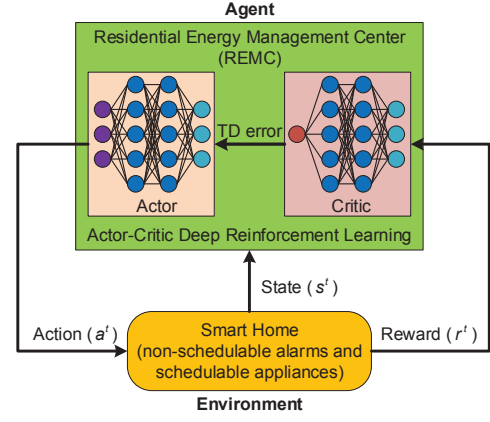 Agent
Residential Energy Management Center
(REMC)
TD error
Actor
Critic
Actor-Critic Deep Reinforcement Learning
State (s^t)
Action (a^t)
Smart Home
(non-schedulable alarms and
schedulable appliances)
Reward (r^t)
Environment